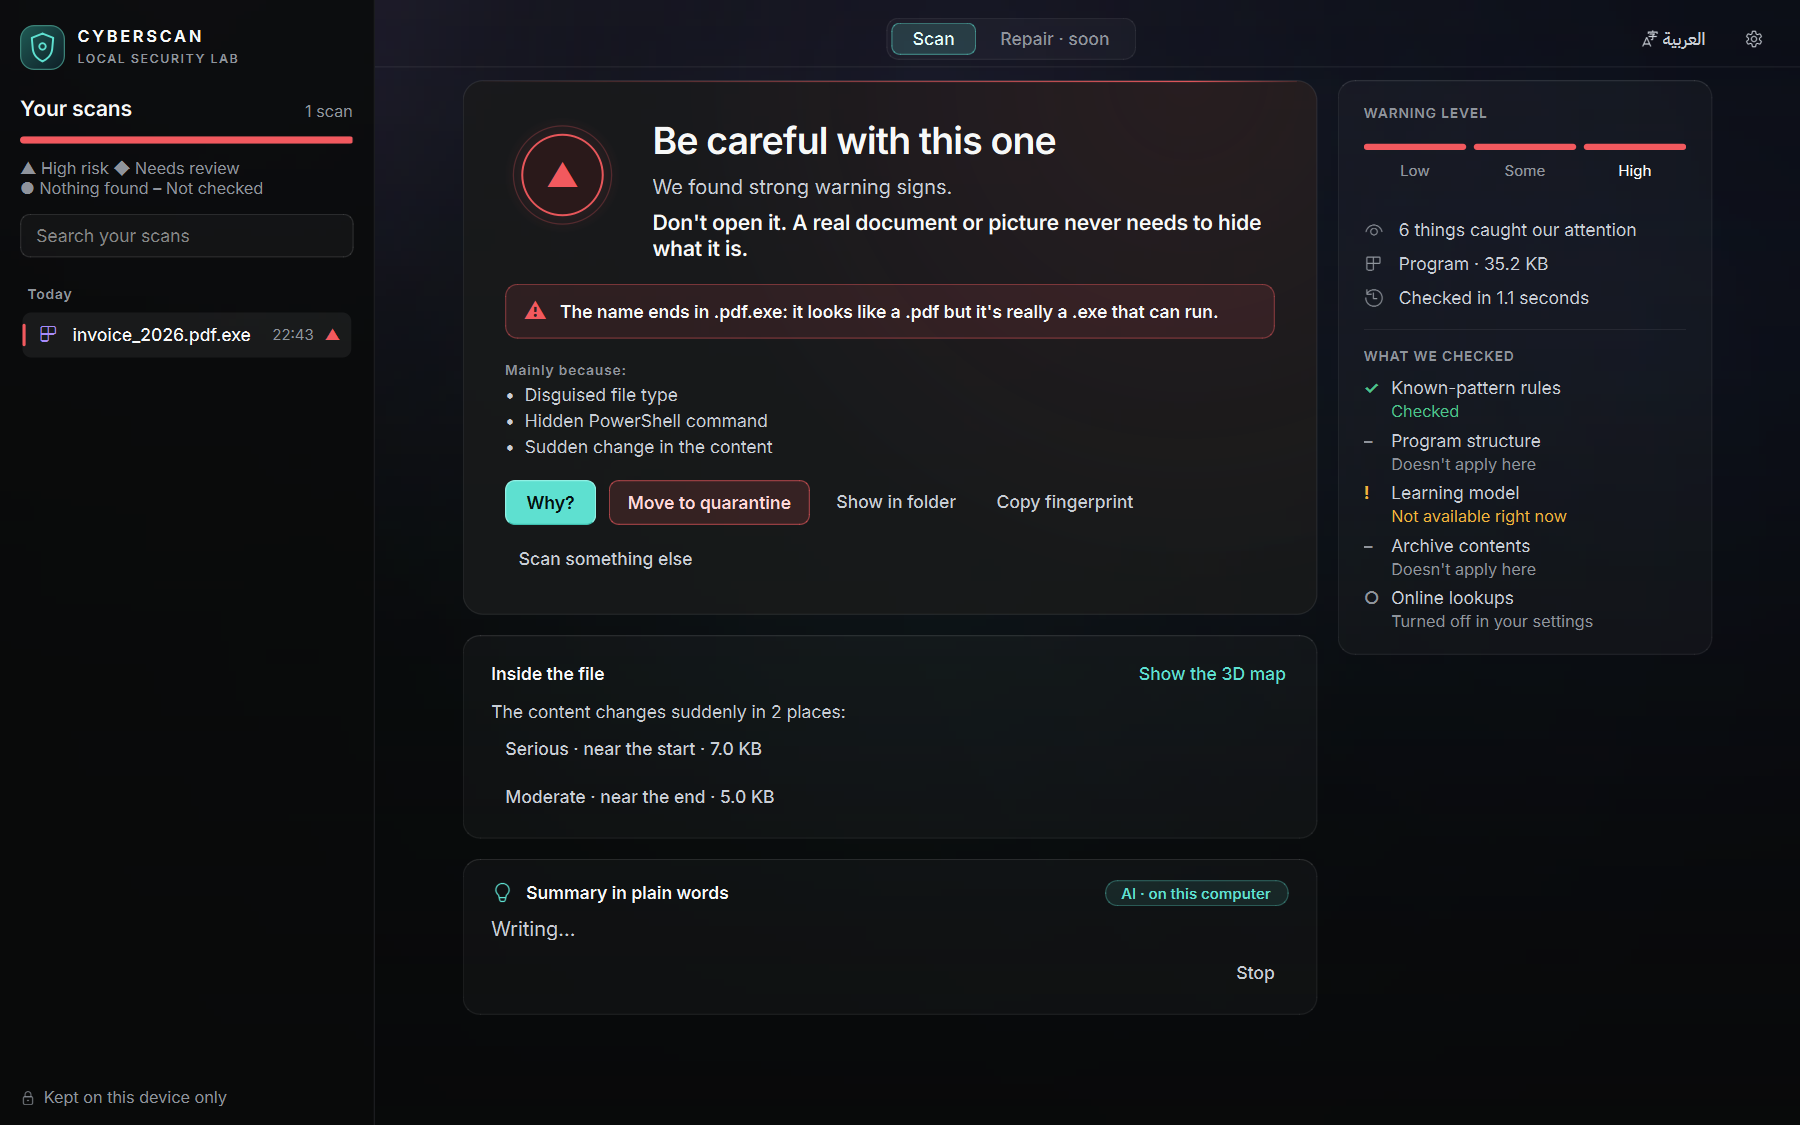 CYBERSCAN
LOCAL SECURITY LAB
Your scans
1 scan
High risk
Needs review
Nothing found
Not checked
Search your scans
Today
invoice_2026.pdf.exe
22:43
Kept on this device only
Scan
Repair · soon
العربية
Be careful with this one
We found strong warning signs.
Don't open it. A real document or picture never needs to hide
what it is.
The name ends in .pdf.exe: it looks like a .pdf but it's really a .exe that can run.
Mainly because:
• Disguised file type
• Hidden PowerShell command
• Sudden change in the content
Why?
Move to quarantine
Show in folder
Copy fingerprint
Scan something else
Inside the file
Show the 3D map
The content changes suddenly in 2 places:
Serious · near the start · 7.0 KB
Moderate · near the end · 5.0 KB
Summary in plain words
AI · on this computer
Writing...
Stop
WARNING LEVEL
Low
Some
High
6 things caught our attention
Program · 35.2 KB
Checked in 1.1 seconds
WHAT WE CHECKED
Known-pattern rules
Checked
Program structure
Doesn't apply here
Learning model
Not available right now
Archive contents
Doesn't apply here
Online lookups
Turned off in your settings